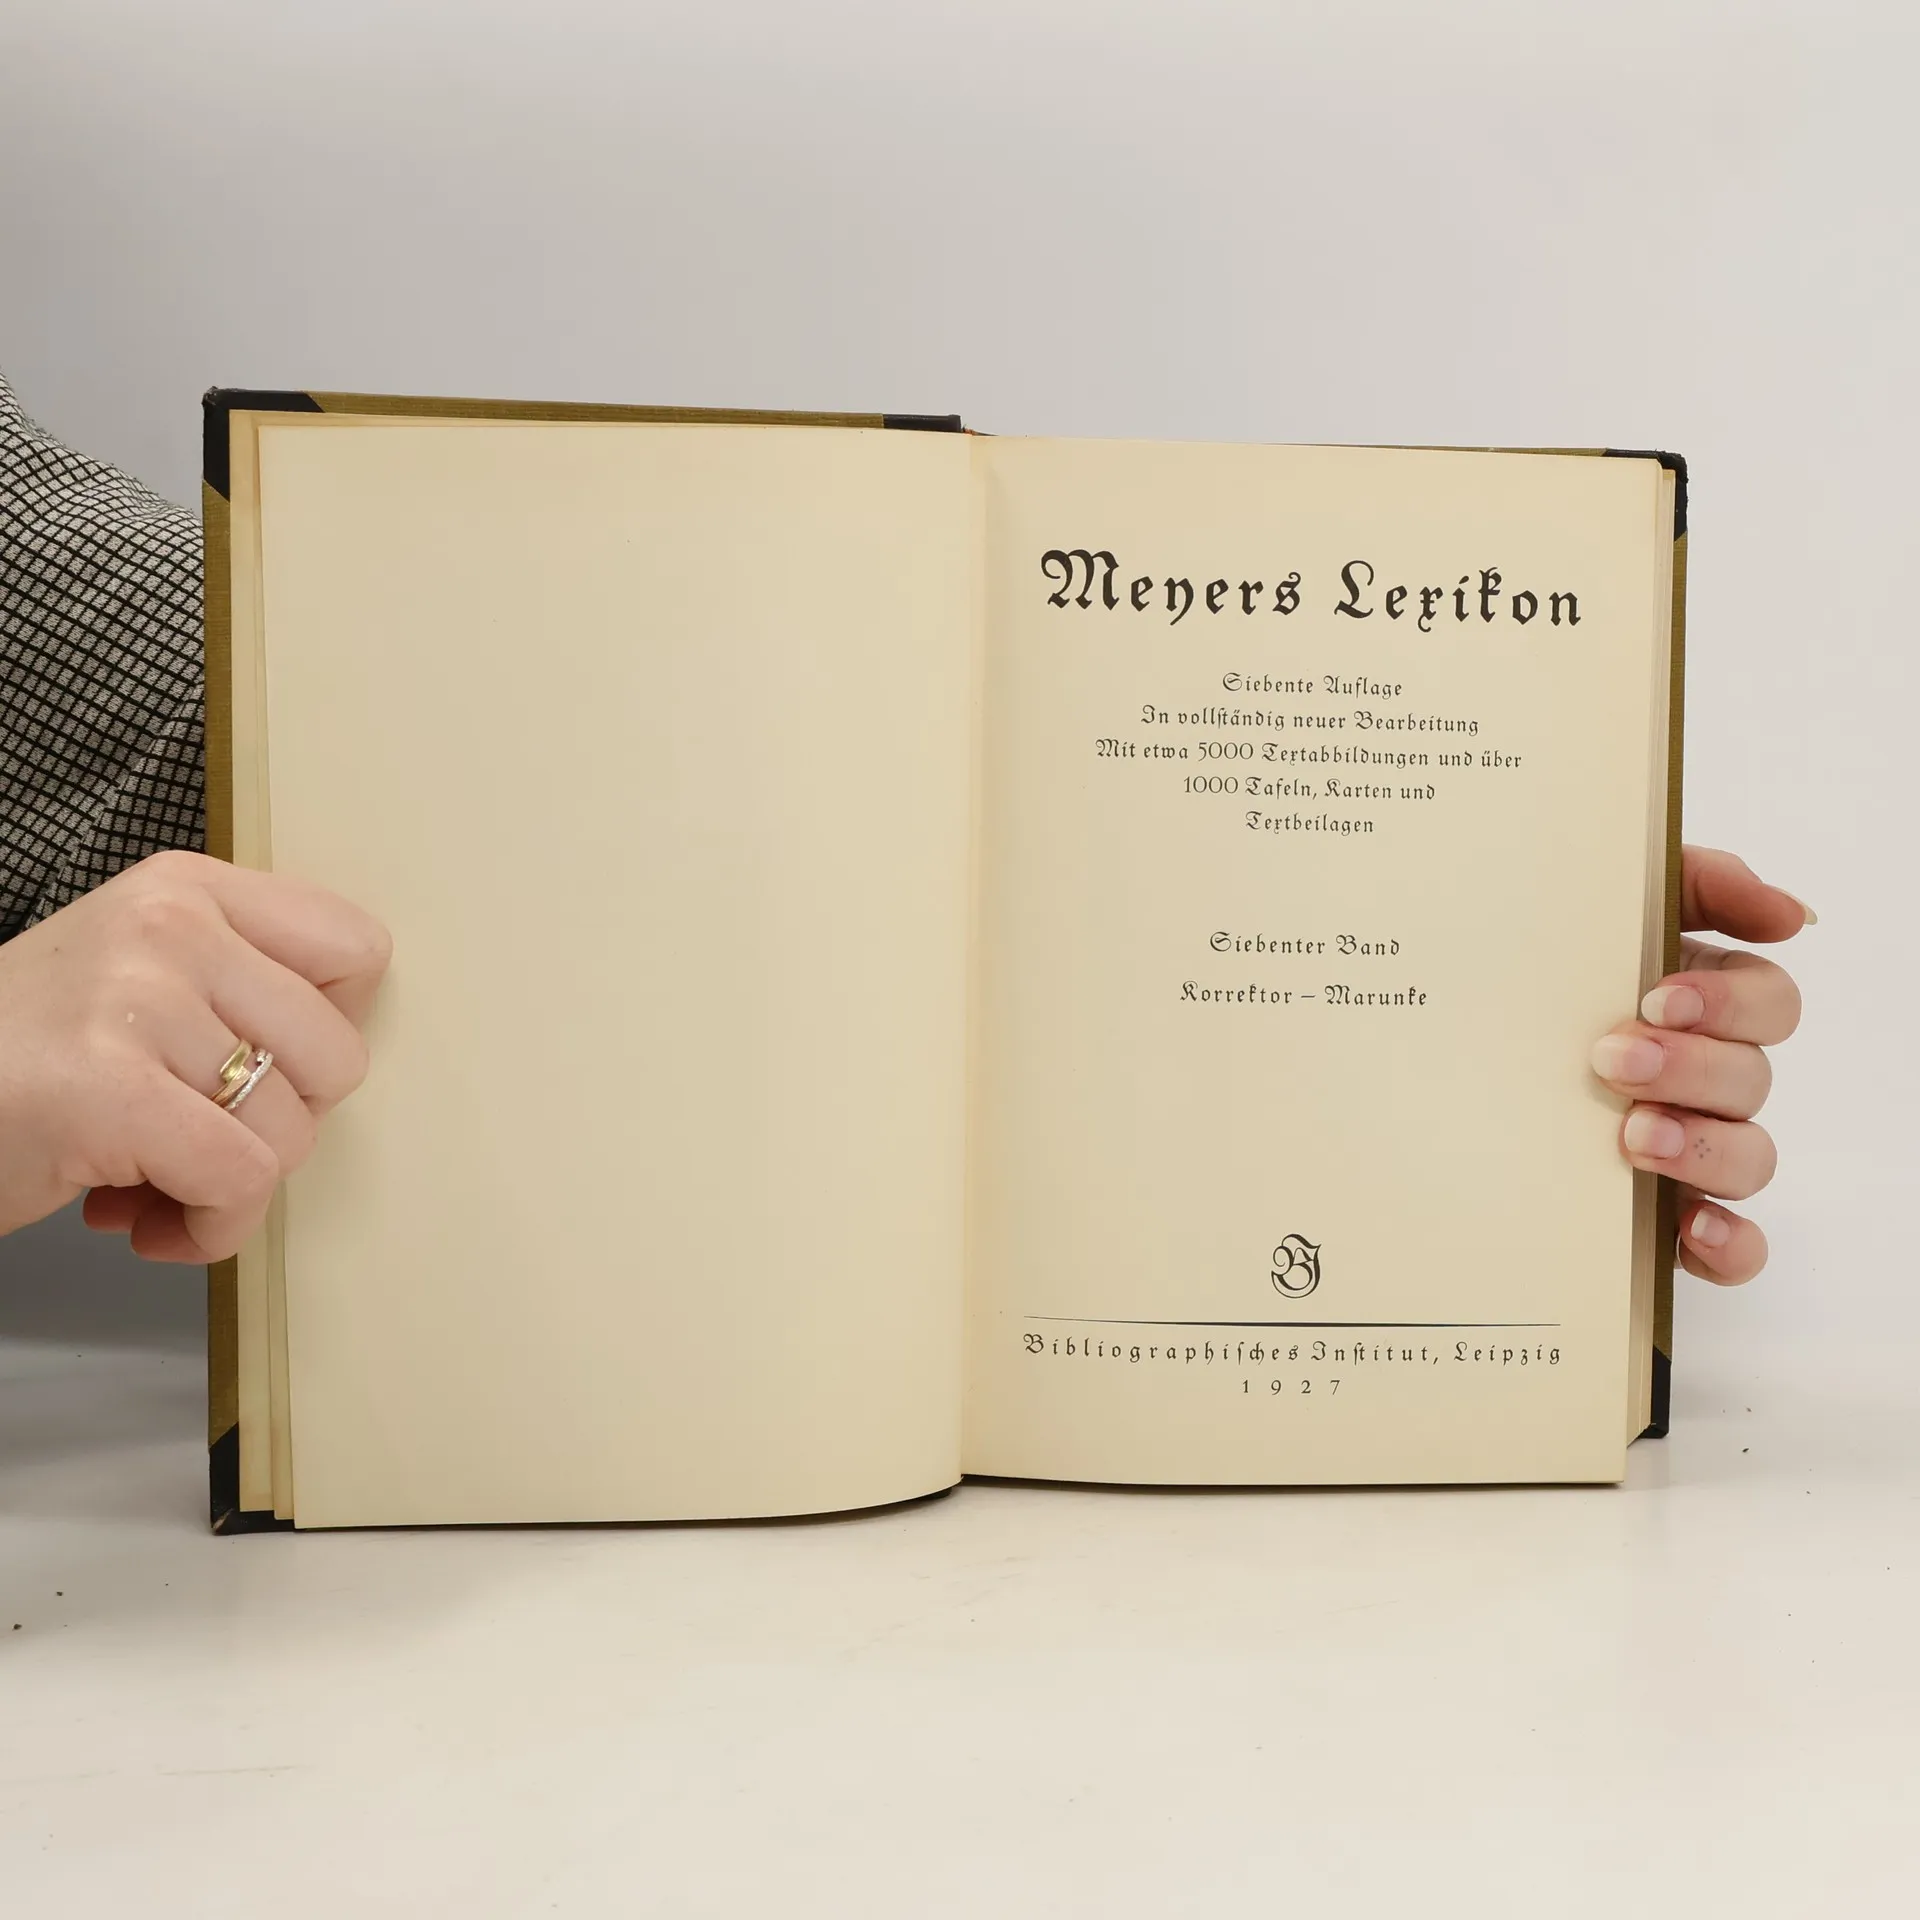 Meyers Lexikon
Siebente Auflage
In vollſtändig neuer Bearbeitung
Mit etwa 5000 Textabbildungen und über
1000 Tafeln, Karten und
Textbeilagen
Siebenter Band
Korrektor – Marunke
BI
Bibliographiſches Inſtitut, Leipzig
1927